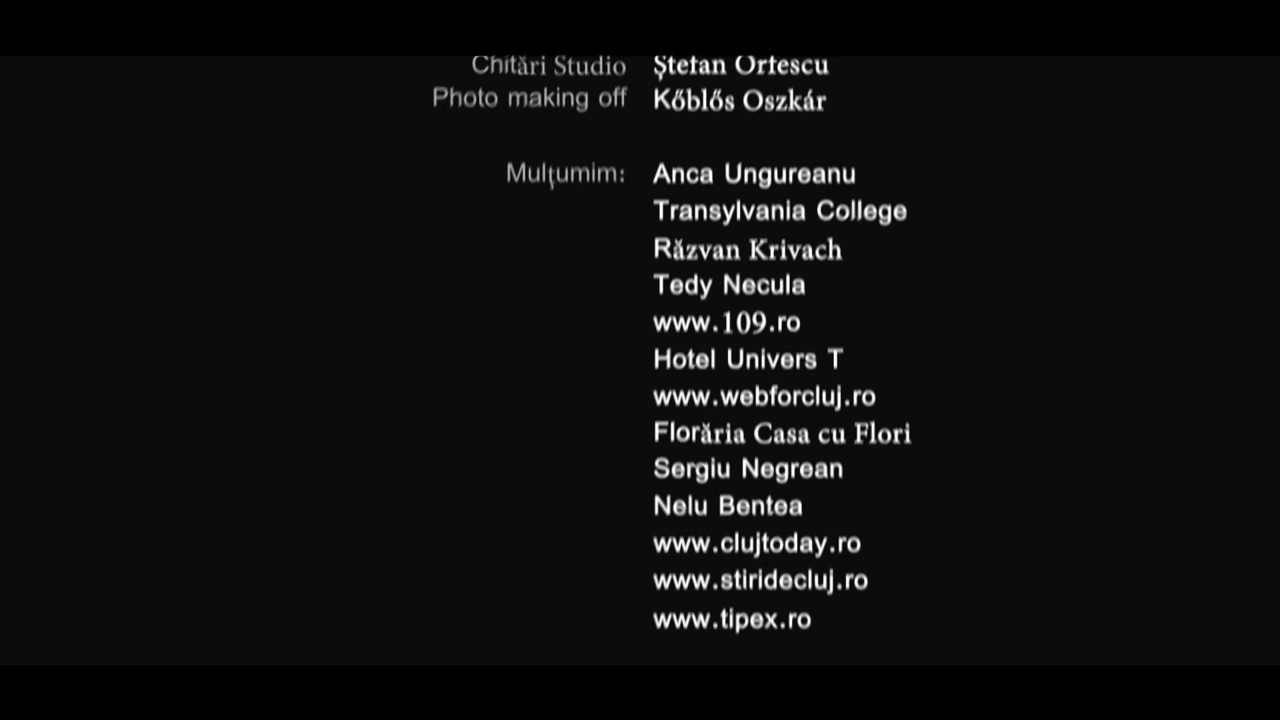 Chitări Studio Ștefan Orfescu
Photo making off Kőblős Oszkár
Mulţumim: Anca Ungureanu
Transylvania College
Răzvan Krivach
Tedy Necula
www.109.ro
Hotel Univers T
www.webforcluj.ro
Florăria Casa cu Flori
Sergiu Negrean
Nelu Bentea
www.clujtoday.ro
www.stiridecluj.ro
www.tipex.ro